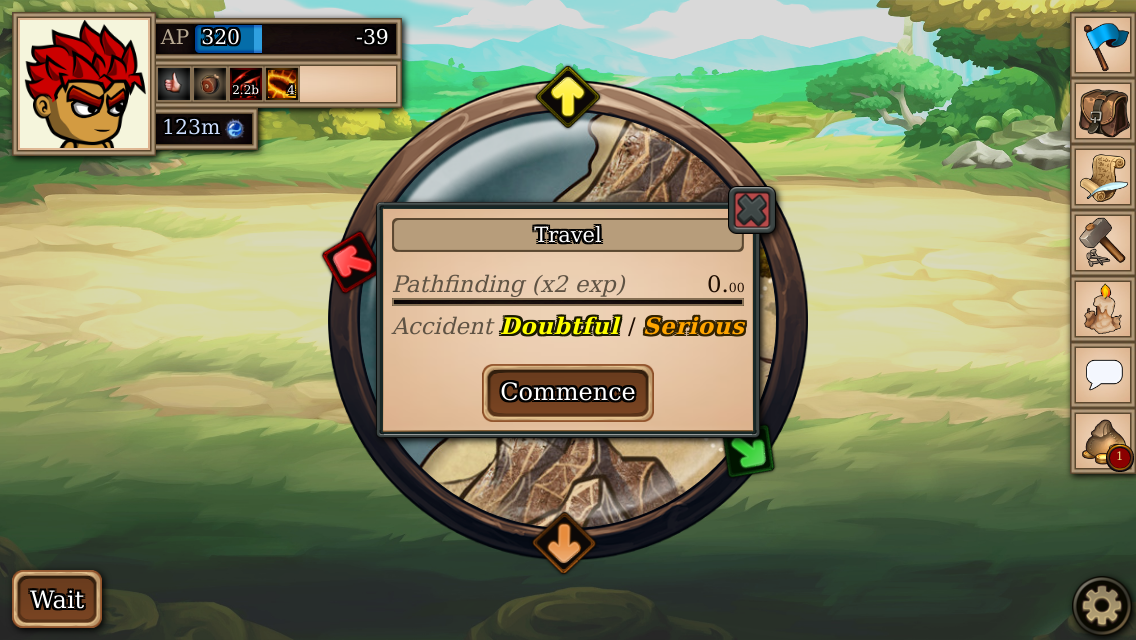 AP 320 -39
2.2b 4
123m
Travel
Pathfinding (x2 exp) 0.00
Accident Doubtful / Serious
Commence
1
Wait